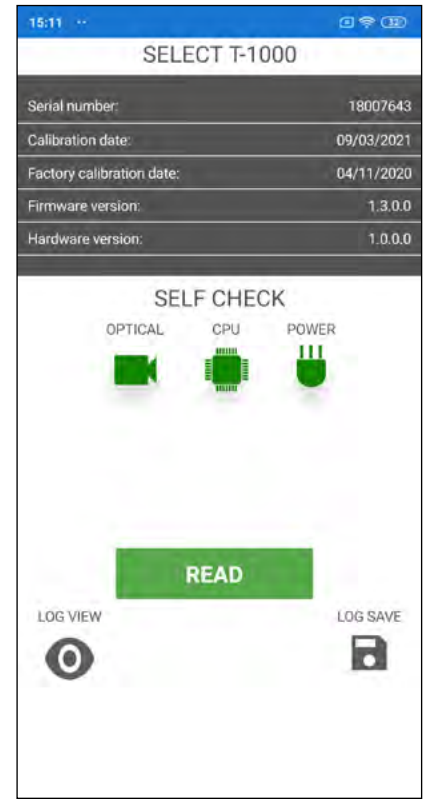 15:11 ··
32
SELECT T-1000
Serial number: 18007643
Calibration date: 09/03/2021
Factory calibration date: 04/11/2020
Firmware version: 1.3.0.0
Hardware version: 1.0.0.0
SELF CHECK
OPTICAL CPU POWER
READ
LOG VIEW LOG SAVE